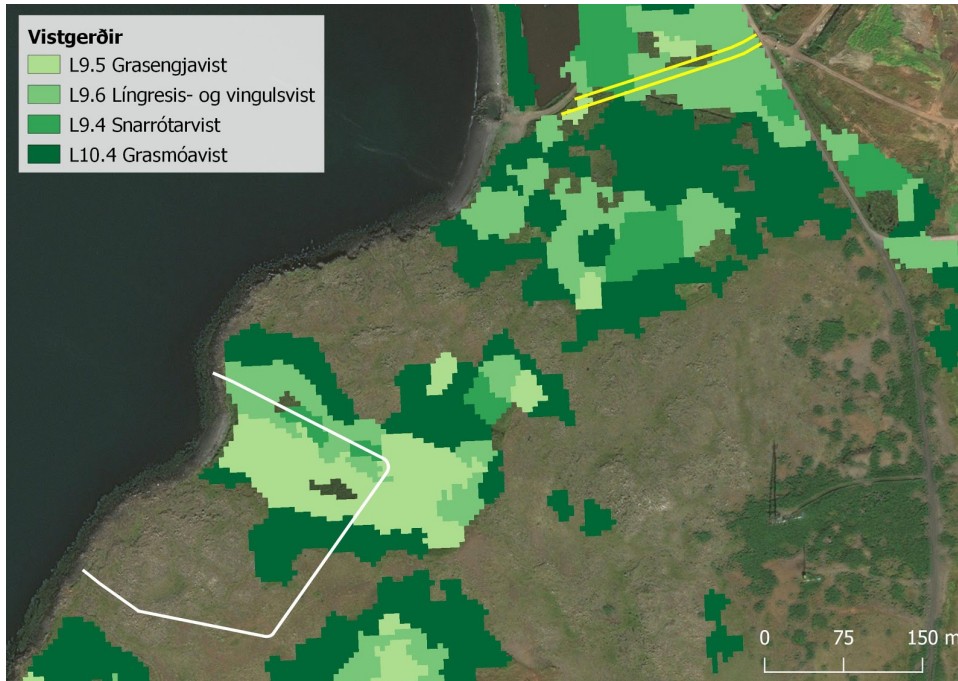 Vistgerðir
L9.5 Grasengjavist
L9.6 Língresis- og vingulsvist
L9.4 Snarrótarvist
L10.4 Grasmóavist
0 75 150 m